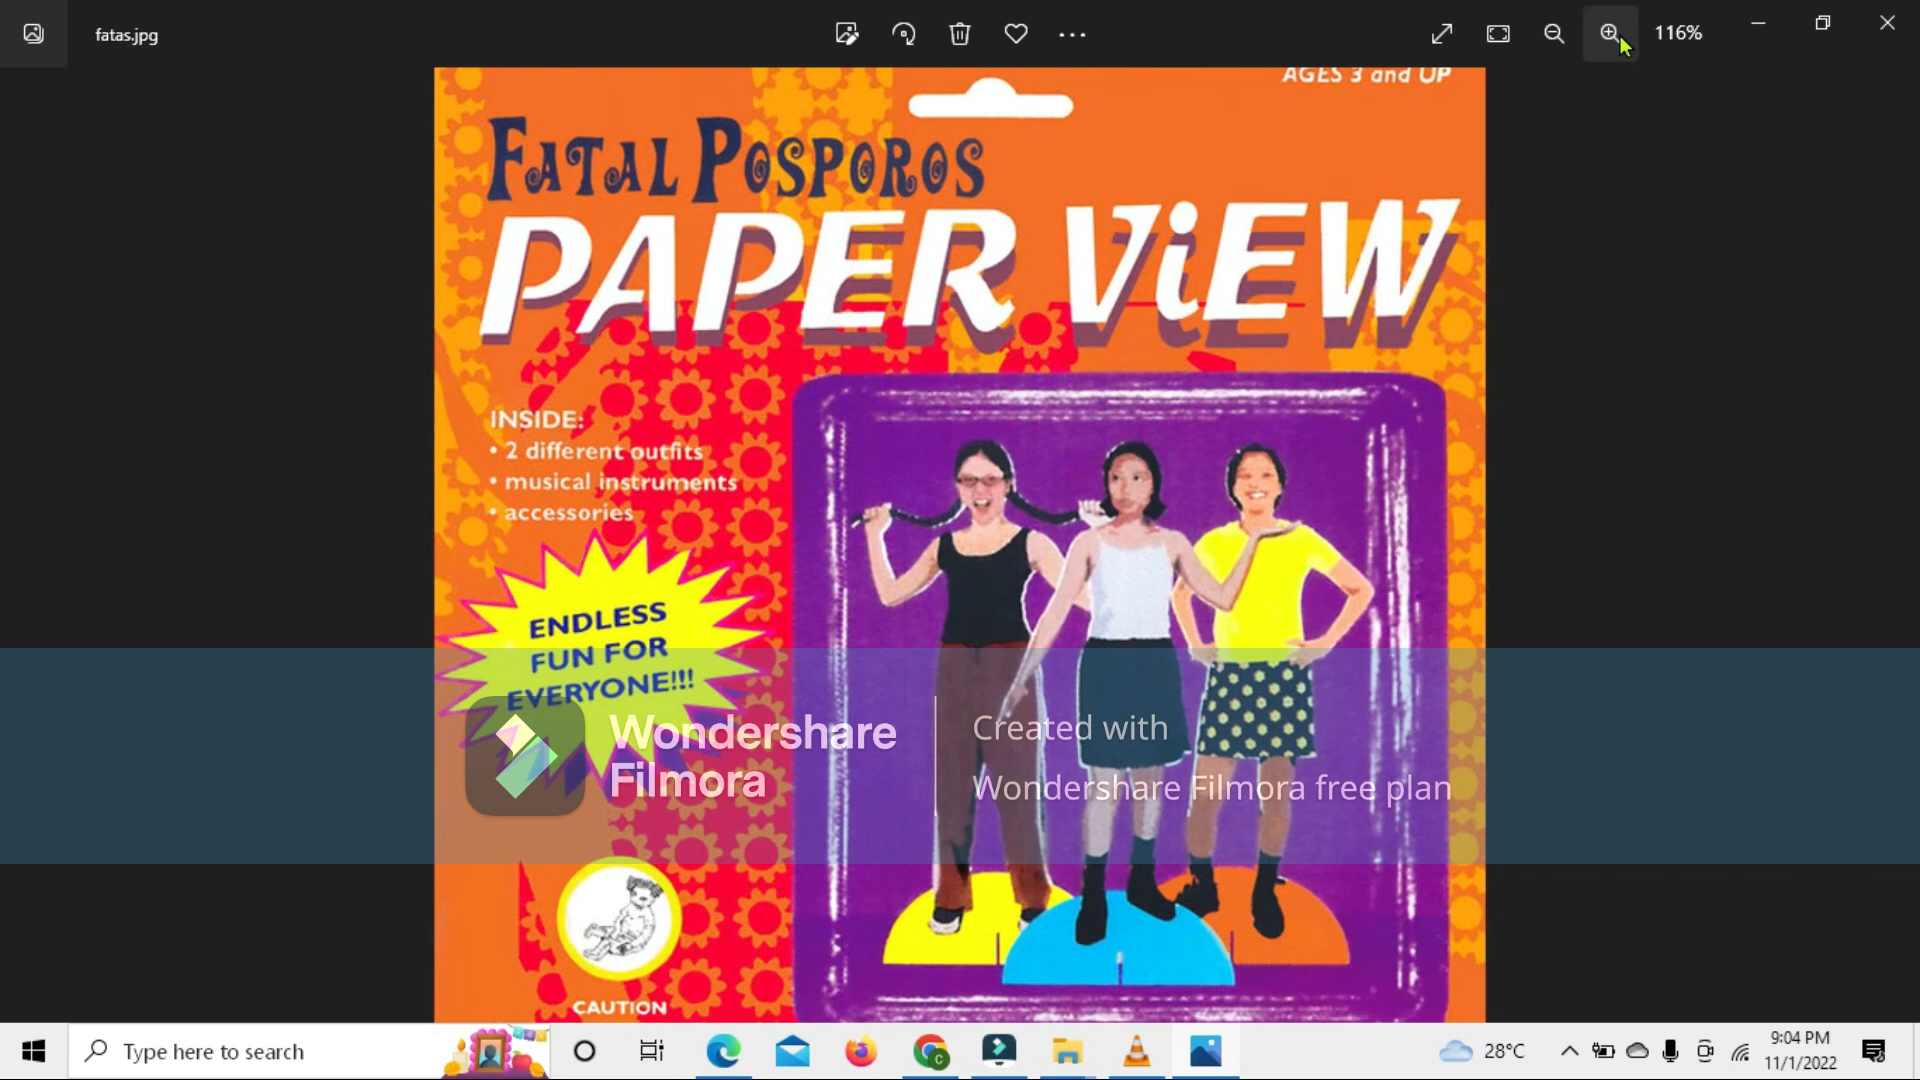 fatas.jpg
116%
AGES 3 and UP
FATAL POSPOROS
PAPER ViEW
INSIDE:
• 2 different outfits
• musical instruments
• accessories
ENDLESS
FUN FOR
EVERYONE!!!
Wondershare
Filmora
Created with
Wondershare Filmora free plan
CAUTION
Type here to search
28°C
9:04 PM
11/1/2022